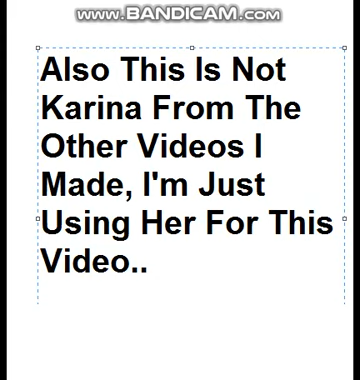 www.BANDICAM.com
Also This Is Not
Karina From The
Other Videos I
Made, I'm Just
Using Her For This
Video..